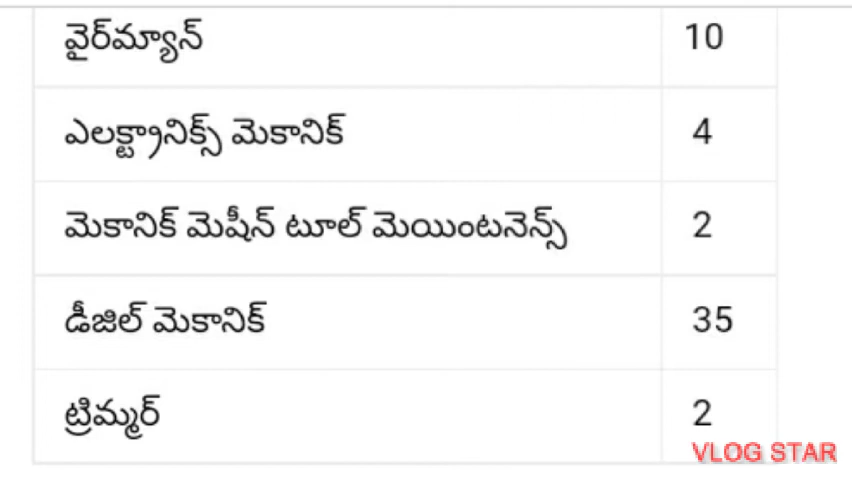 వైర్‌మ్యాన్ 10
ఎలక్ట్రానిక్స్ మెకానిక్ 4
మెకానిక్ మెషీన్ టూల్ మెయింటనెన్స్ 2
డీజిల్ మెకానిక్ 35
ట్రిమ్మర్ 2
VLOG STAR